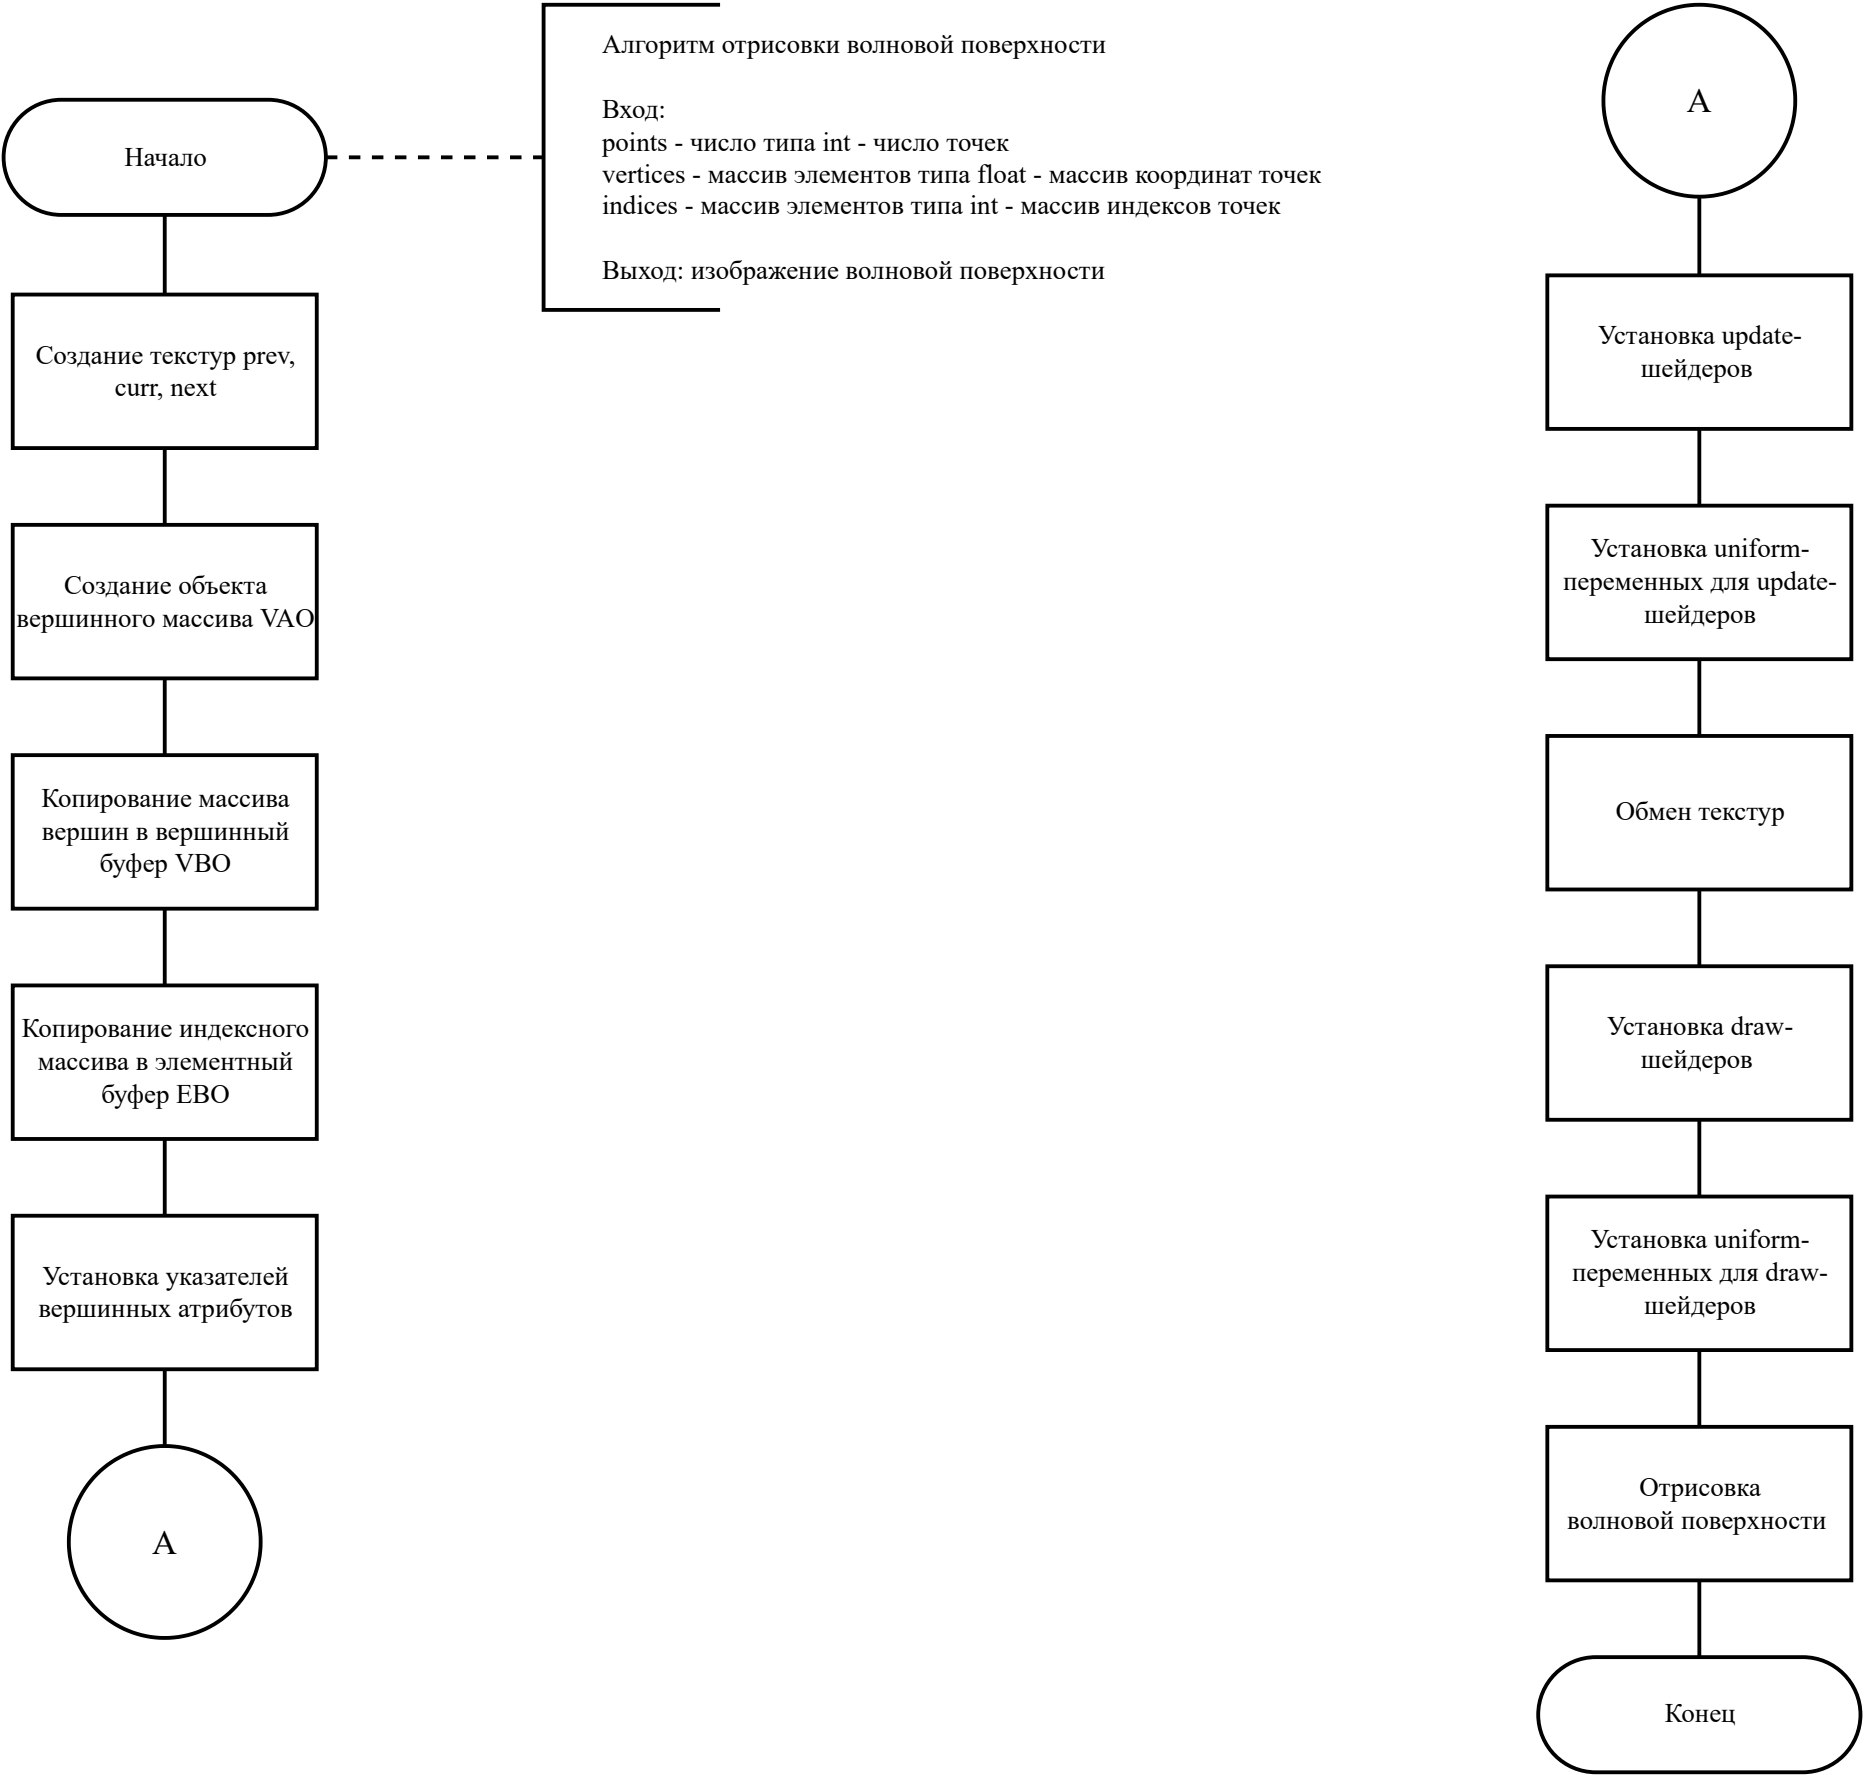 Начало
Создание текстур prev,
curr, next
Создание объекта
вершинного массива VAO
Копирование массива
вершин в вершинный
буфер VBO
Копирование индексного
массива в элементный
буфер EBO
Установка указателей
вершинных атрибутов
А
Алгоритм отрисовки волновой поверхности
Вход:
points - число типа int - число точек
vertices - массив элементов типа float - массив координат точек
indices - массив элементов типа int - массив индексов точек
Выход: изображение волновой поверхности
А
Установка update-
шейдеров
Установка uniform-
переменных для update-
шейдеров
Обмен текстур
Установка draw-
шейдеров
Установка uniform-
переменных для draw-
шейдеров
Отрисовка
волновой поверхности
Конец